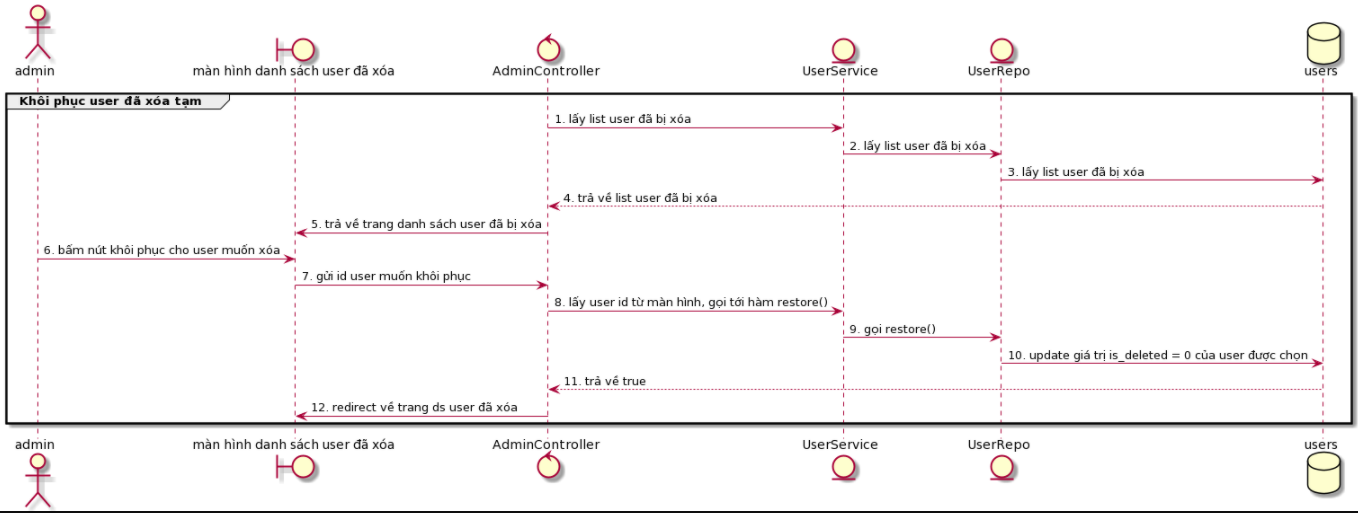 admin
màn hình danh sách user đã xóa
AdminController
UserService
UserRepo
users
Khôi phục user đã xóa tạm
1. lấy list user đã bị xóa
2. lấy list user đã bị xóa
3. lấy list user đã bị xóa
4. trả về list user đã bị xóa
5. trả về trang danh sách user đã bị xóa
6. bấm nút khôi phục cho user muốn xóa
7. gửi id user muốn khôi phục
8. lấy user id từ màn hình, gọi tới hàm restore()
9. gọi restore()
10. update giá trị is_deleted = 0 của user được chọn
11. trả về true
12. redirect về trang ds user đã xóa
admin
màn hình danh sách user đã xóa
AdminController
UserService
UserRepo
users